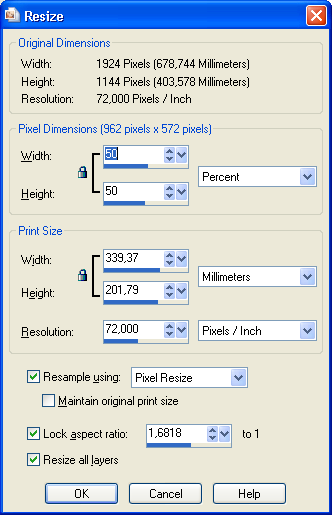 Resize
Original Dimensions
Width: 1924 Pixels (678,744 Millimeters)
Height: 1144 Pixels (403,578 Millimeters)
Resolution: 72,000 Pixels / Inch
Pixel Dimensions (962 pixels x 572 pixels)
Width: 50
Percent
Height: 50
Print Size
Width: 339,37
Millimeters
Height: 201,79
Resolution: 72,000 Pixels / Inch
Resample using: Pixel Resize
Maintain original print size
Lock aspect ratio: 1,6818 to 1
Resize all layers
OK Cancel Help